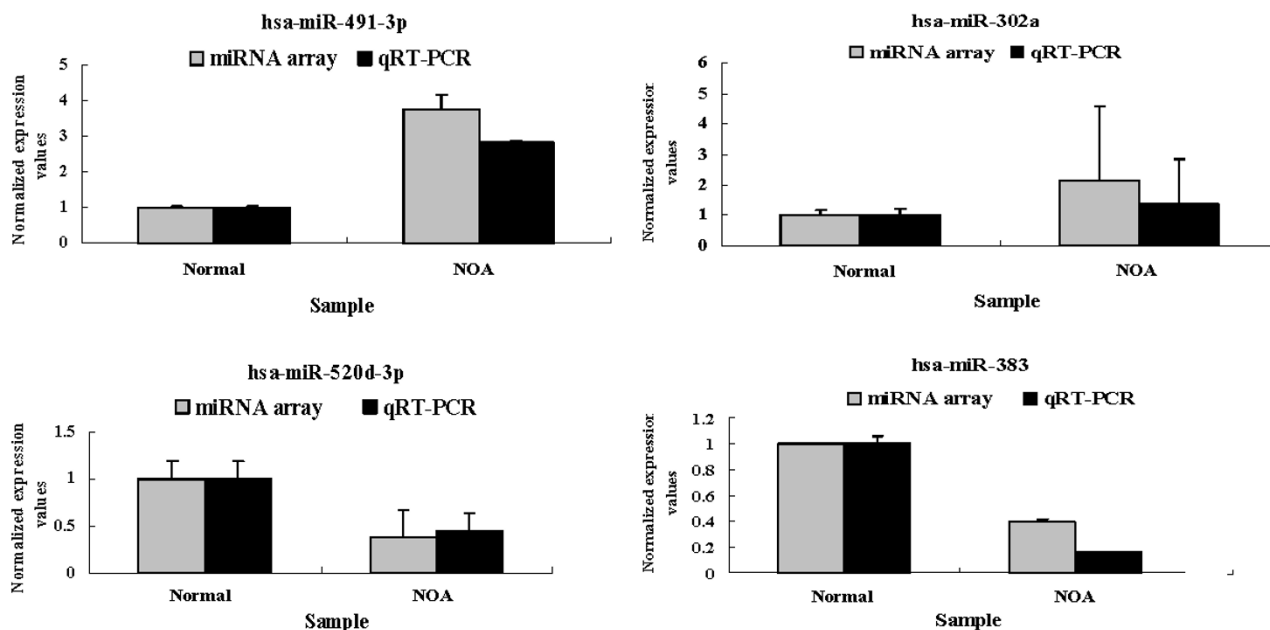 hsa-miR-491-3p
miRNA array qRT-PCR
Normalized expression
values
5
4
3
2
1
0
Normal NOA
Sample
hsa-miR-302a
miRNA array qRT-PCR
Normalized expression
values
6
5
4
3
2
1
0
Normal NOA
Sample
hsa-miR-520d-3p
miRNA array qRT-PCR
Normalized expression
values
1.5
1
0.5
0
Normal NOA
Sample
hsa-miR-383
miRNA array qRT-PCR
Normalized expression
values
1.2
1
0.8
0.6
0.4
0.2
0
Normal NOA
Sample